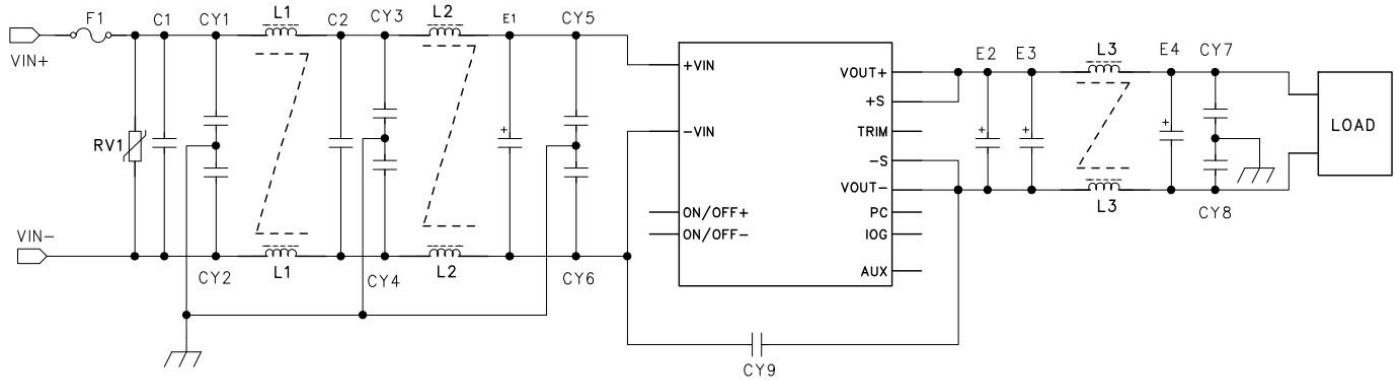 F1
C1
CY1
L1
C2
CY3
L2
E1
CY5
VIN+
RV1
VIN-
CY2
L1
CY4
L2
CY6
+VIN
-VIN
ON/OFF+
ON/OFF-
VOUT+
+S
TRIM
-S
VOUT-
PC
IOG
AUX
CY9
E2
E3
L3
E4
CY7
+
+
+
+
L3
CY8
LOAD